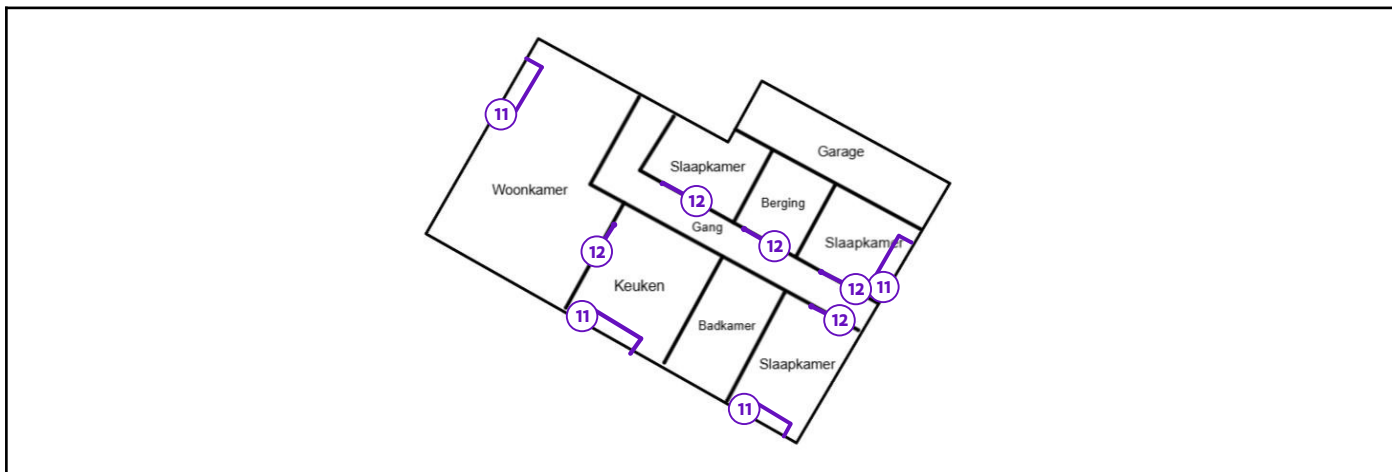 11
Garage
Slaapkamer
Woonkamer
12
Berging
Gang
12
12
Slaapkamer
Keuken
12
11
11
12
Badkamer
Slaapkamer
11